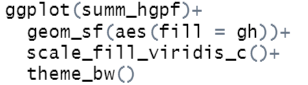 ggplot(summ_hgpf)+
  geom_sf(aes(fill = gh))+
  scale_fill_viridis_c()+
  theme_bw()